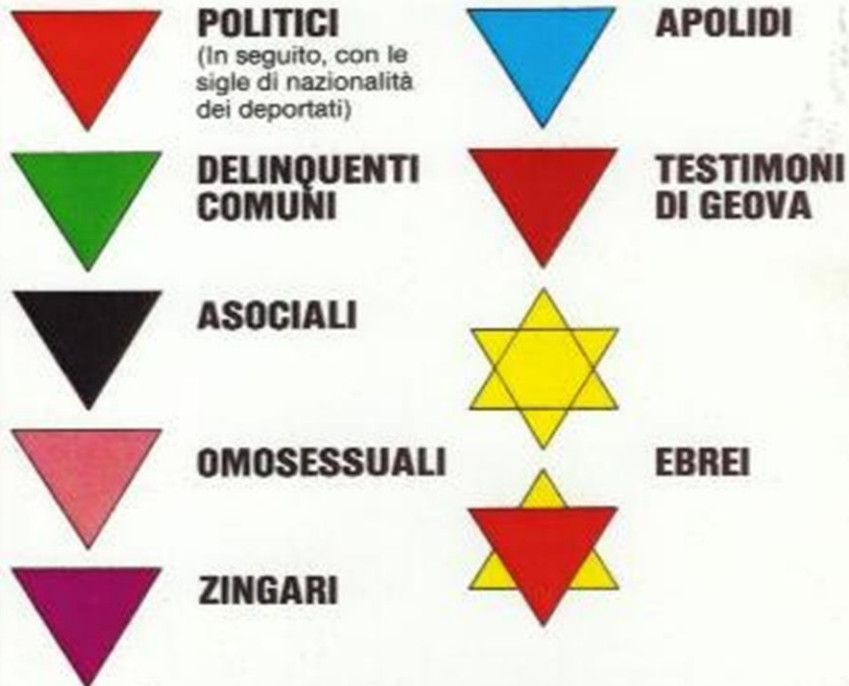 POLITICI
(In seguito, con le
sigle di nazionalità
dei deportati)
DELINQUENTI
COMUNI
ASOCIALI
OMOSESSUALI
ZINGARI
APOLIDI
TESTIMONI
DI GEOVA
EBREI